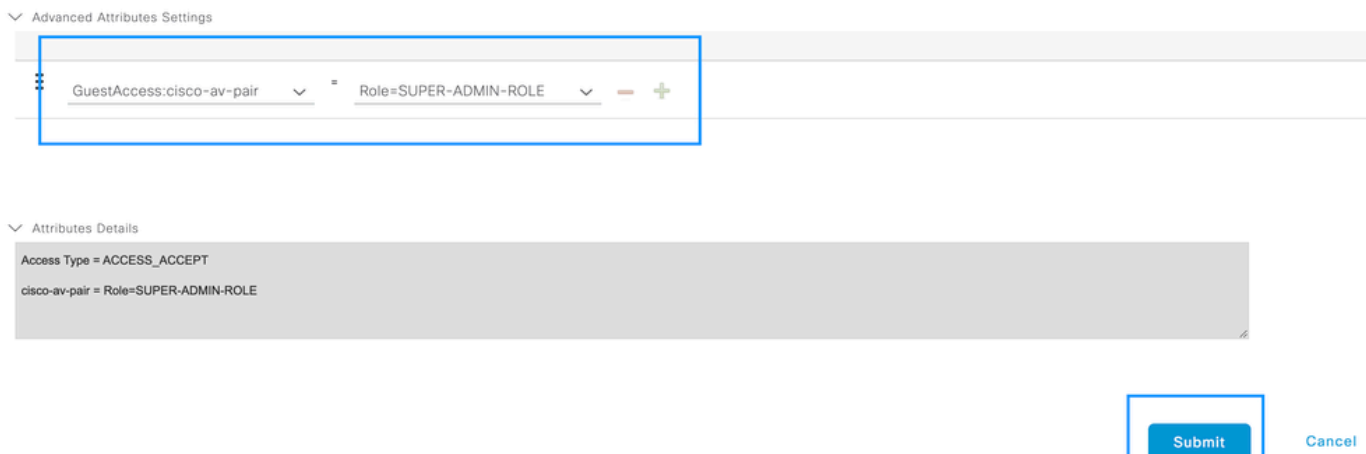 Advanced Attributes Settings
GuestAccess:cisco-av-pair = Role=SUPER-ADMIN-ROLE
Attributes Details
Access Type = ACCESS_ACCEPT
cisco-av-pair = Role=SUPER-ADMIN-ROLE
Submit Cancel